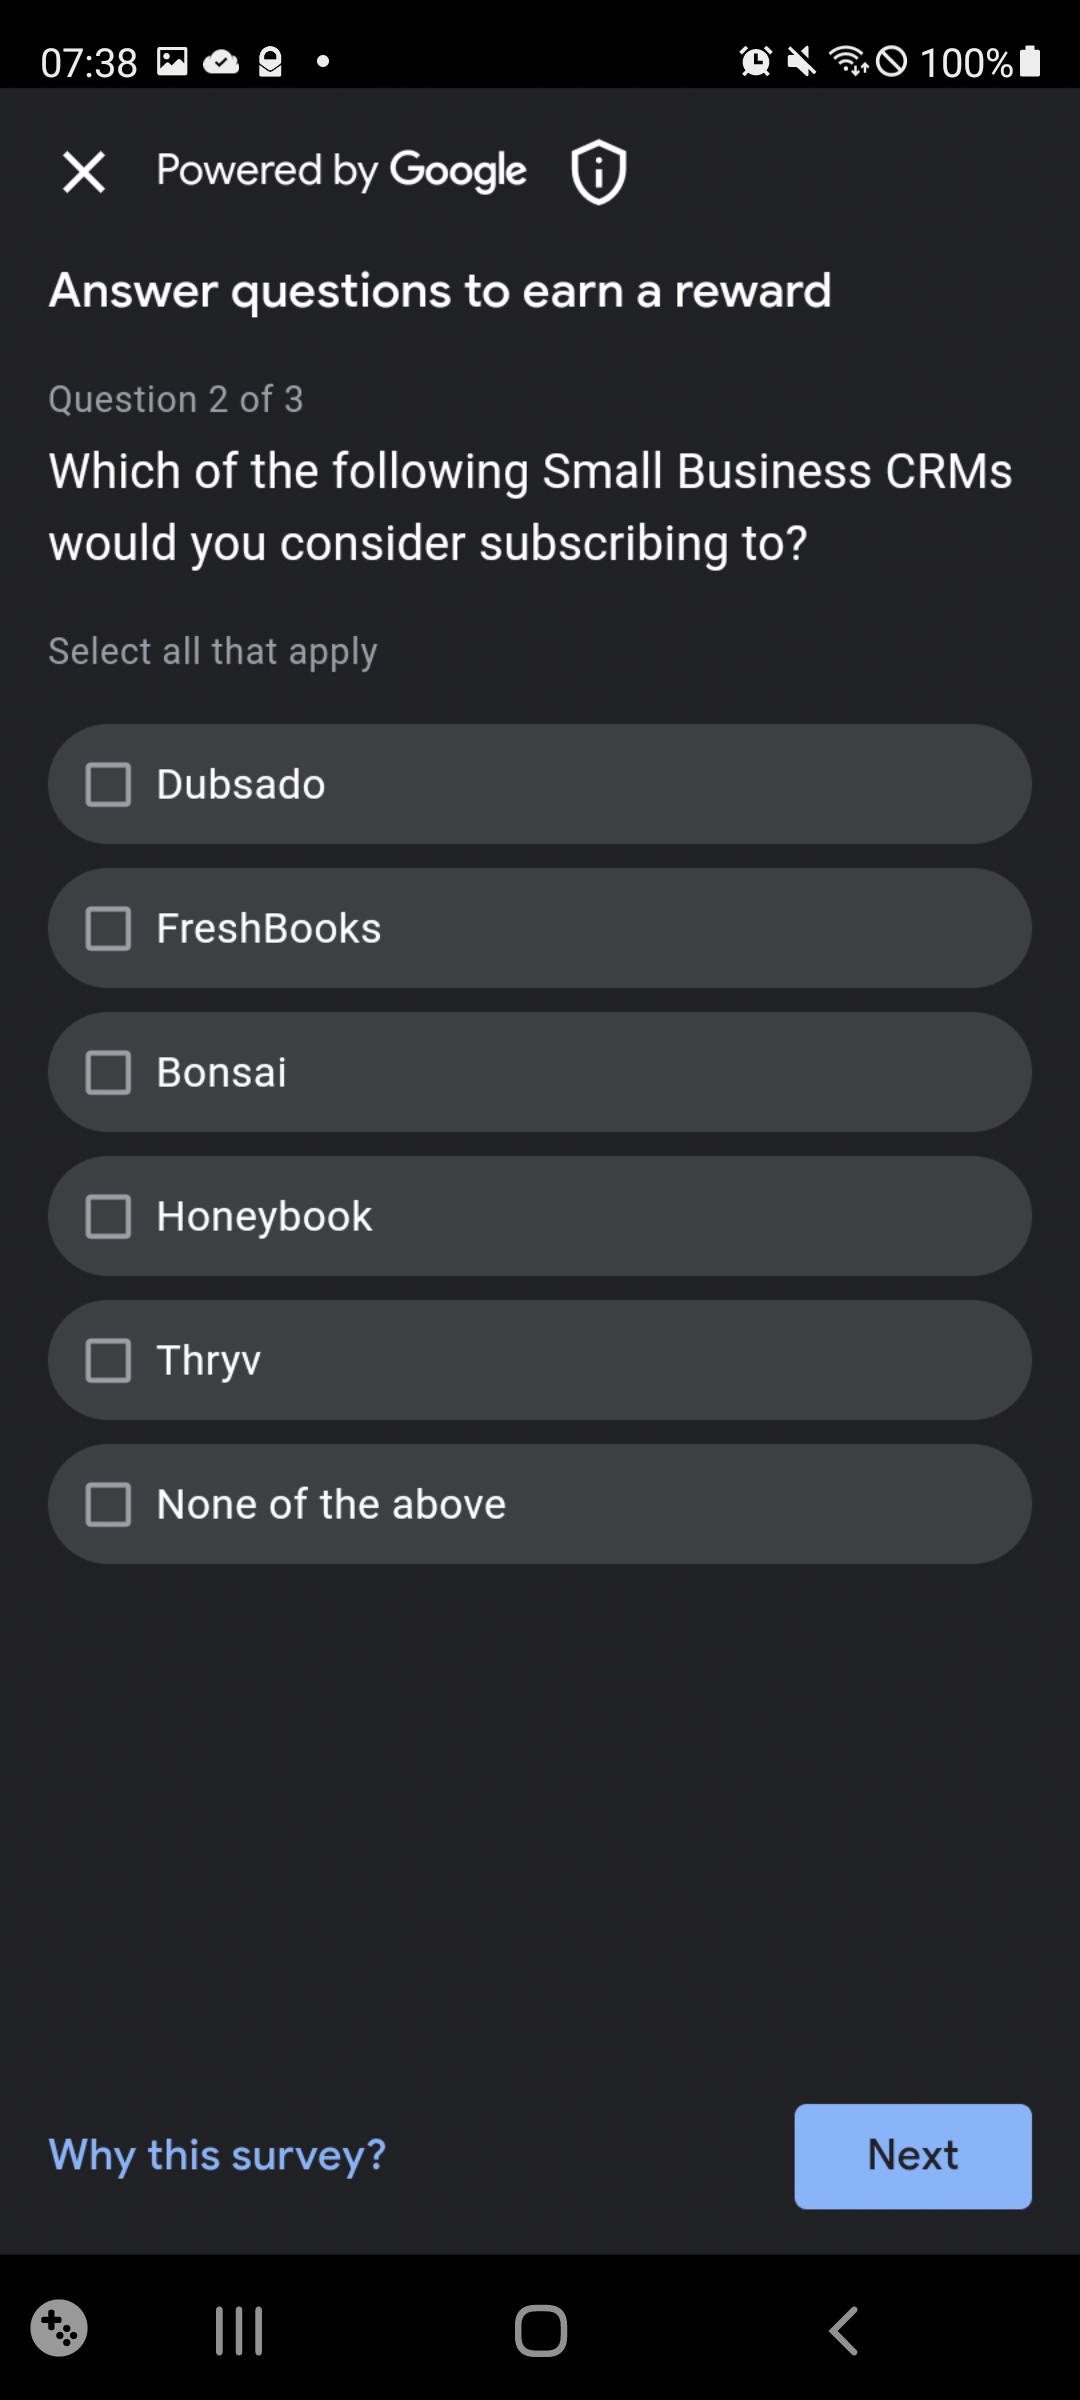 07:38 100%
Powered by Google
Answer questions to earn a reward
Question 2 of 3
Which of the following Small Business CRMs
would you consider subscribing to?
Select all that apply
Dubsado
FreshBooks
Bonsai
Honeybook
Thryv
None of the above
Why this survey? Next